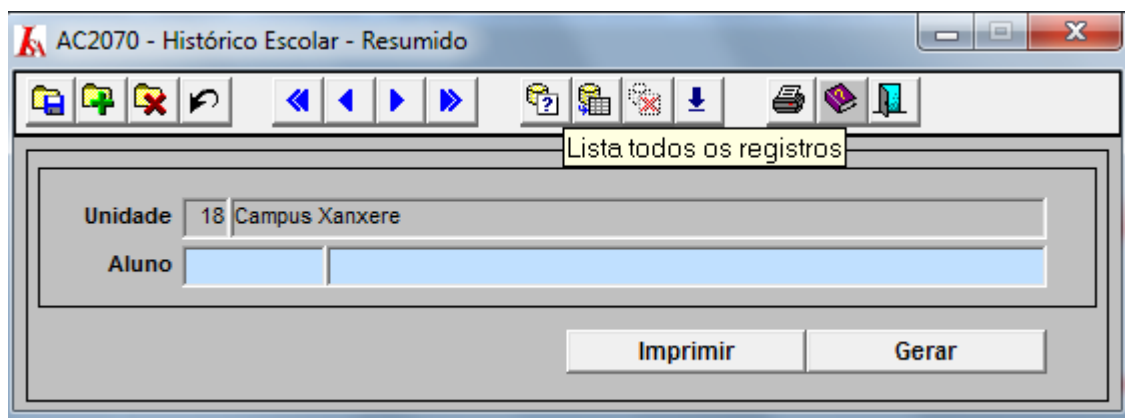 AC2070 - Histórico Escolar - Resumido
Lista todos os registros
Unidade 18 Campus Xanxere
Aluno
Imprimir Gerar